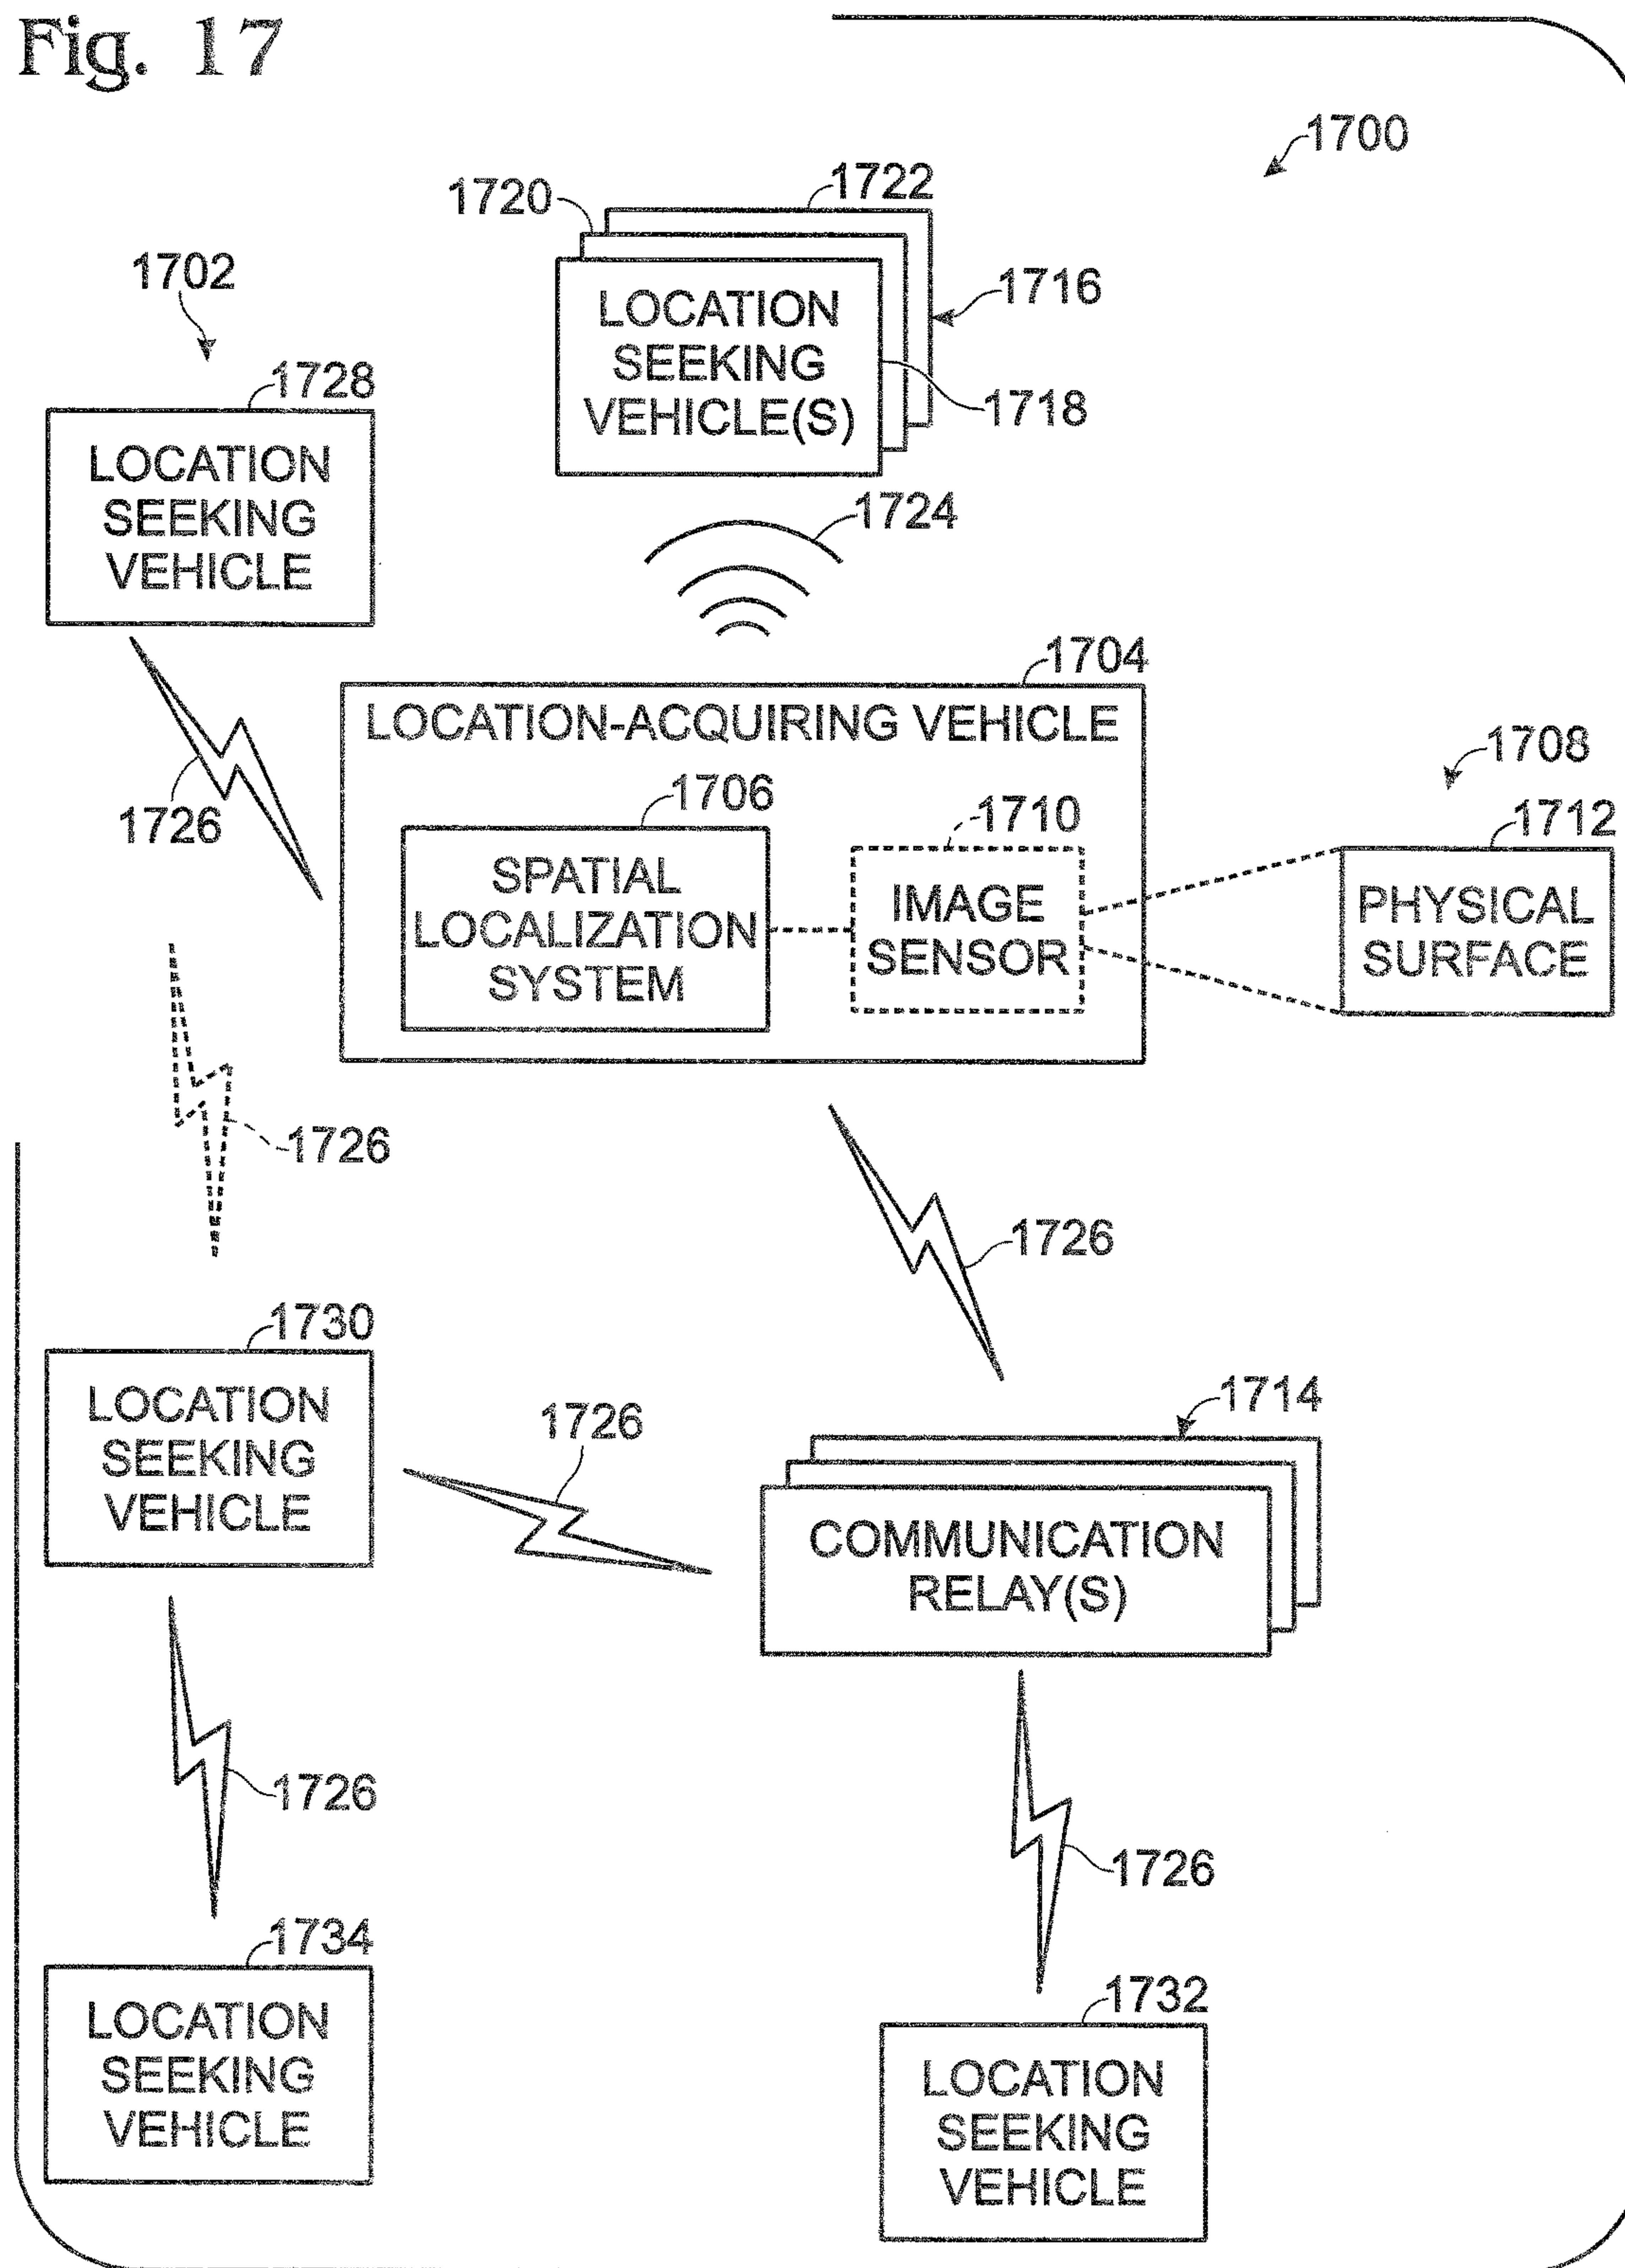 Fig. 17
1700
1722
1720
1702
1716
LOCATION
SEEKING
VEHICLE(S)
1718
1728
LOCATION
SEEKING
VEHICLE
1724
1704
LOCATION-ACQUIRING VEHICLE
1726
1706
SPATIAL
LOCALIZATION
SYSTEM
1710
IMAGE
SENSOR
1708
1712
PHYSICAL
SURFACE
1726
1726
1730
LOCATION
SEEKING
VEHICLE
1726
1714
COMMUNICATION
RELAY(S)
1726
1726
1734
LOCATION
SEEKING
VEHICLE
1732
LOCATION
SEEKING
VEHICLE